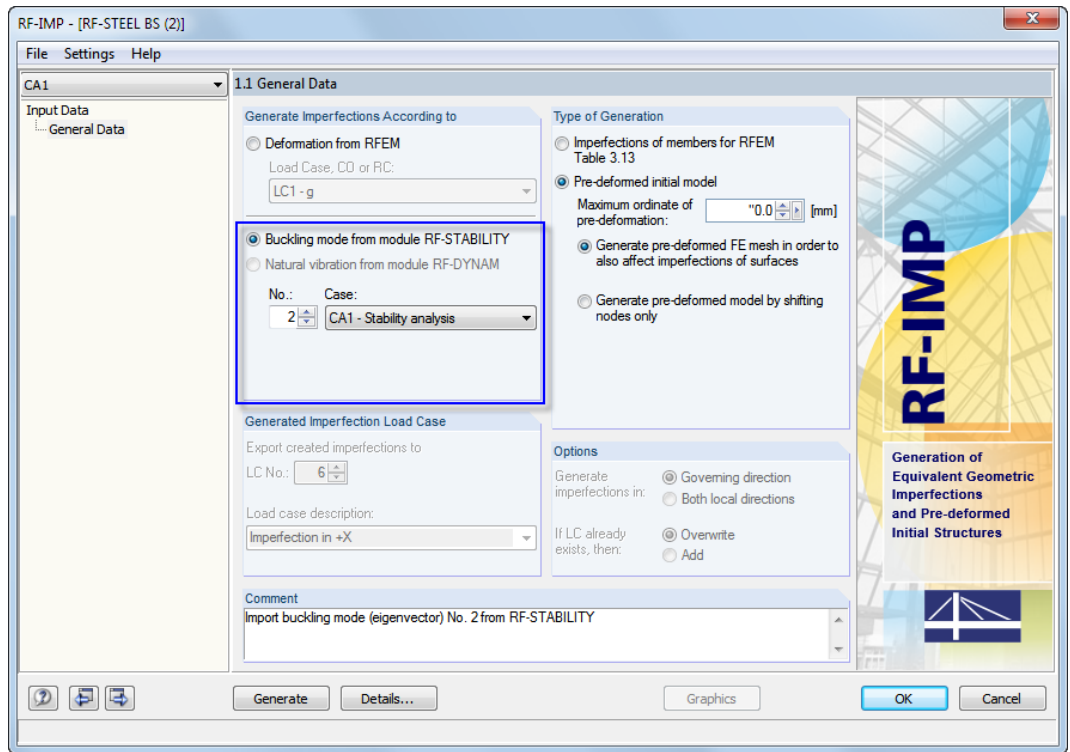 RF-IMP - [RF-STEEL BS (2)]
File Settings Help
CA1
Input Data
General Data
1.1 General Data
Generate Imperfections According to
Deformation from RFEM
Load Case, CO or RC:
LC1 - g
Buckling mode from module RF-STABILITY
Natural vibration from module RF-DYNAM
No.: Case:
2 CA1 - Stability analysis
Generated Imperfection Load Case
Export created imperfections to
LC No.: 6
Load case description:
Imperfection in +X
Type of Generation
Imperfections of members for RFEM
Table 3.13
Pre-deformed initial model
Maximum ordinate of
pre-deformation: "0.0 [mm]
Generate pre-deformed FE mesh in order to
also affect imperfections of surfaces
Generate pre-deformed model by shifting
nodes only
Options
Generate
imperfections in:
Governing direction
Both local directions
If LC already
exists, then:
Overwrite
Add
Comment
Import buckling mode (eigenvector) No. 2 from RF-STABILITY
RF-IMP
Generation of
Equivalent Geometric
Imperfections
and Pre-deformed
Initial Structures
Generate Details... Graphics OK Cancel